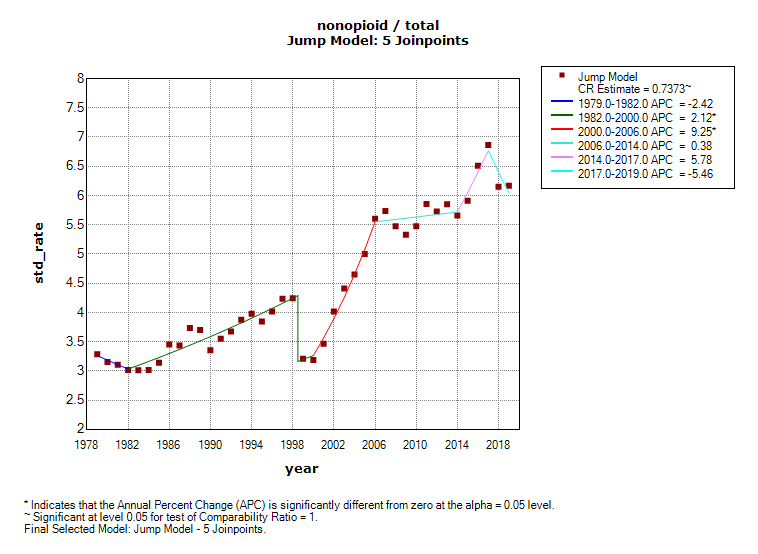 nonopioid / total
Jump Model: 5 Joinpoints
8
7.5
7
6.5
6
5.5
5
4.5
4
3.5
3
2.5
2
std_rate
1978 1982 1986 1990 1994 1998 2002 2006 2010 2014 2018
year
Jump Model
CR Estimate = 0.7373~
1979.0-1982.0 APC = -2.42
1982.0-2000.0 APC = 2.12*
2000.0-2006.0 APC = 9.25*
2006.0-2014.0 APC = 0.38
2014.0-2017.0 APC = 5.78
2017.0-2019.0 APC = -5.46
* Indicates that the Annual Percent Change (APC) is significantly different from zero at the alpha = 0.05 level.
~ Significant at level 0.05 for test of Comparability Ratio = 1.
Final Selected Model: Jump Model - 5 Joinpoints.